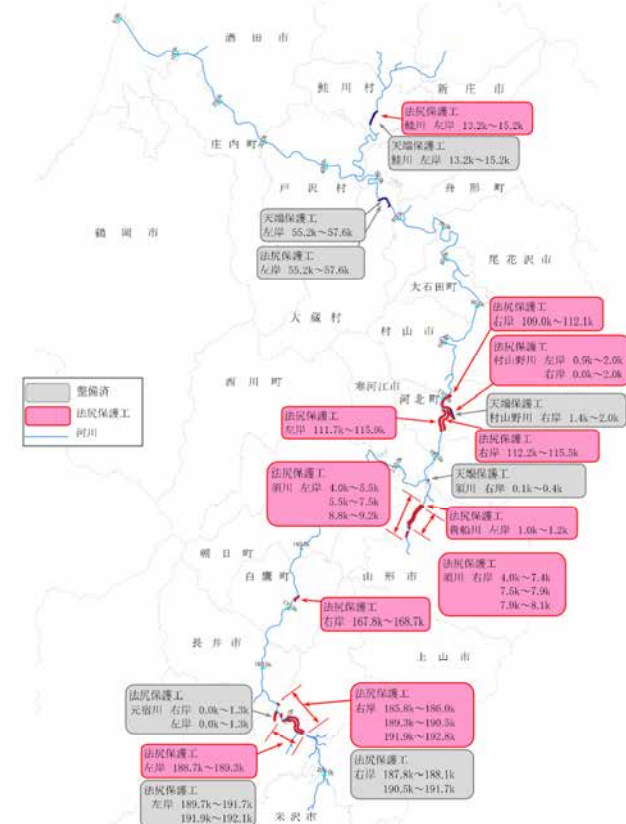 酒田市
鮭川村
新庄市
法尻保護工
鮭川 左岸 13.2k～15.2k
庄内町
天端保護工
鮭川 左岸 13.2k～15.2k
戸沢村
舟形町
天端保護工
左岸 55.2k～57.6k
鶴岡市
法尻保護工
左岸 55.2k～57.6k
尾花沢市
大石田町
法尻保護工
右岸 109.0k～112.1k
大蔵村
村山市
法尻保護工
村山野川 左岸 0.9k～2.0k
右岸 0.0k～2.0k
整備済
法尻保護工
河川
西川町
寒河江市
河北町
天端保護工
村山野川 右岸 1.4k～2.0k
法尻保護工
左岸 111.7k～115.9k
法尻保護工
右岸 112.2k～115.5k
法尻保護工
須川 左岸 4.0k～5.5k
5.5k～7.5k
8.8k～9.2k
天端保護工
須川 右岸 0.1k～0.4k
法尻保護工
貴船川 左岸 1.0k～1.2k
朝日町
白鷹町
山形市
法尻保護工
須川 右岸 4.0k～7.4k
7.5k～7.9k
7.9k～8.1k
法尻保護工
右岸 167.8k～168.7k
長井市
上山市
法尻保護工
元宿川 右岸 0.0k～1.3k
左岸 0.0k～1.3k
法尻保護工
右岸 185.8k～186.0k
189.3k～190.5k
191.9k～192.8k
法尻保護工
左岸 188.7k～189.2k
法尻保護工
右岸 187.8k～188.1k
190.5k～191.7k
法尻保護工
左岸 189.7k～191.7k
191.9k～192.1k
米沢市